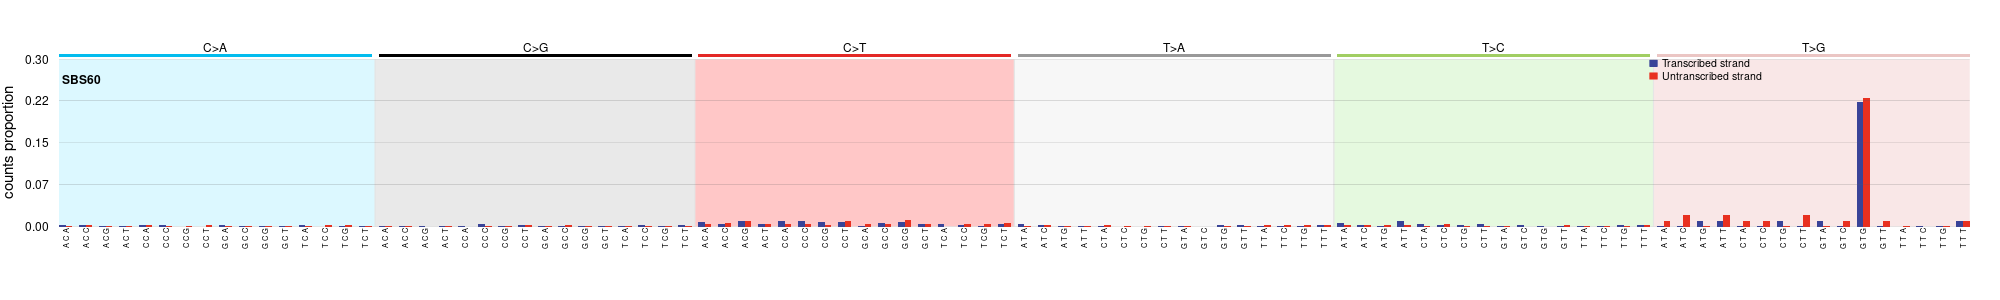 C>A C>G C>T T>A T>C T>G
0.30
SBS60
Transcribed strand
Untranscribed strand
0.22
0.15
0.07
0.00
counts proportion
ACA ACC ACG ACT CCA CCC CCG CCT GCA GCC GCG GCT TCA TCC TCG TCT ACA ACC ACG ACT CCA CCC CCG CCT GCA GCC GCG GCT TCA TCC TCG TCT ACA ACC ACG ACT CCA CCC CCG CCT GCA GCC GCG GCT TCA TCC TCG TCT ATA ATC ATG ATT CTA CTC CTG CTT GTA GTC GTG GTT TTA TTC TTG TTT ATA ATC ATG ATT CTA CTC CTG CTT GTA GTC GTG GTT TTA TTC TTG TTT ATA ATC ATG ATT CTA CTC CTG CTT GTA GTC GTG GTT TTA TTC TTG TTT